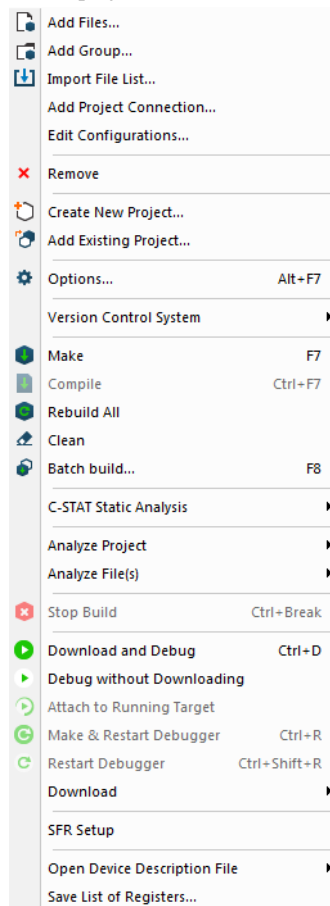 Add Files...
Add Group...
Import File List...
Add Project Connection...
Edit Configurations...
Remove
Create New Project...
Add Existing Project...
Options... Alt+F7
Version Control System
Make F7
Compile Ctrl+F7
Rebuild All
Clean
Batch build... F8
C-STAT Static Analysis
Analyze Project
Analyze File(s)
Stop Build Ctrl+Break
Download and Debug Ctrl+D
Debug without Downloading
Attach to Running Target
Make & Restart Debugger Ctrl+R
Restart Debugger Ctrl+Shift+R
Download
SFR Setup
Open Device Description File
Save List of Registers...